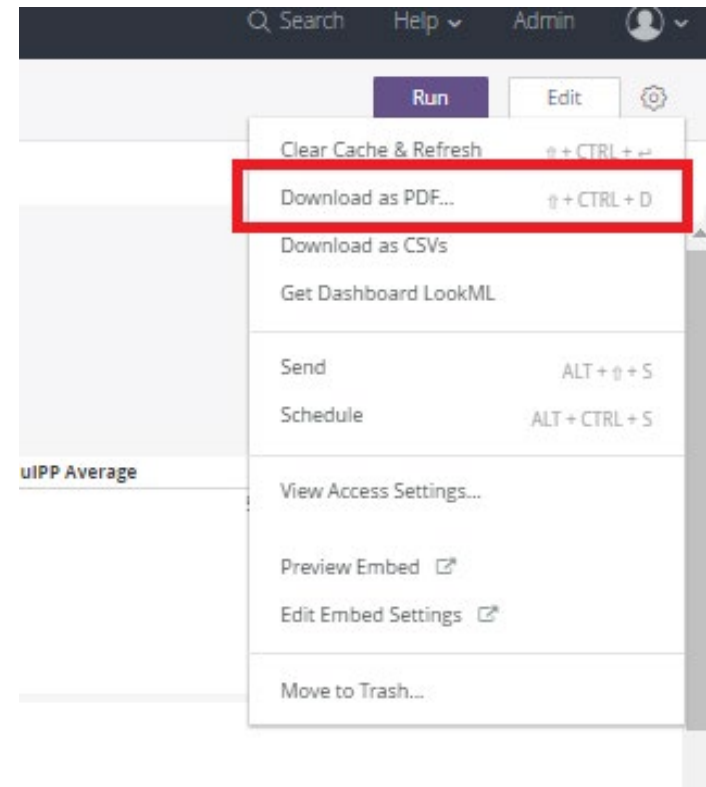 Search Help Admin
Run Edit
Clear Cache & Refresh ⇧ + CTRL + ↵
Download as PDF... ⇧ + CTRL + D
Download as CSVs
Get Dashboard LookML
Send ALT + ⇧ + S
Schedule ALT + CTRL + S
uIPP Average
View Access Settings...
Preview Embed
Edit Embed Settings
Move to Trash...